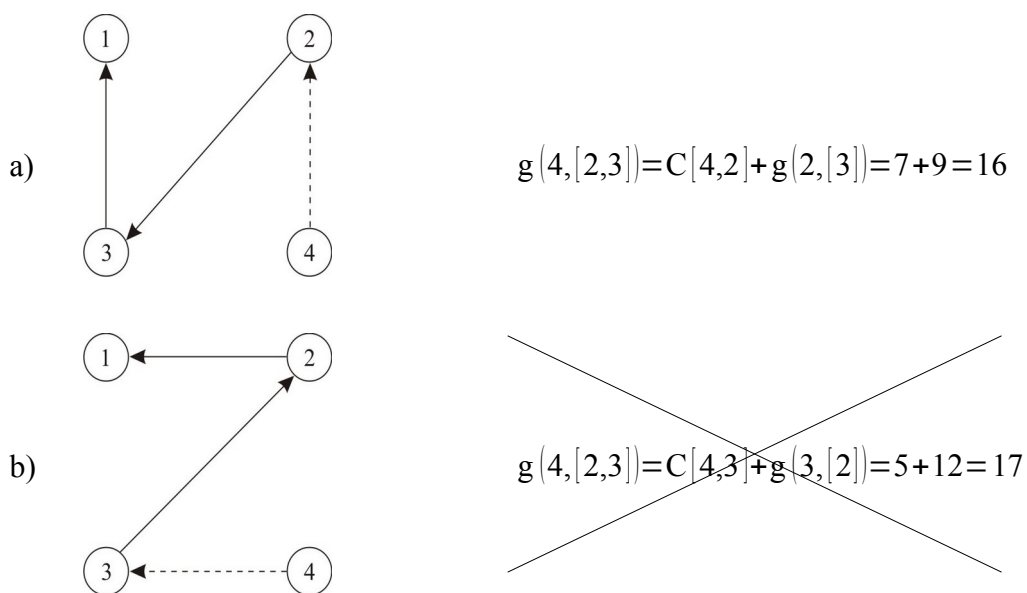 1 2
a) g(4,[2,3])=C[4,2]+g(2,[3])=7+9=16
3 4
1 2
b) g(4,[2,3])=C[4,3]+g(3,[2])=5+12=17
3 4